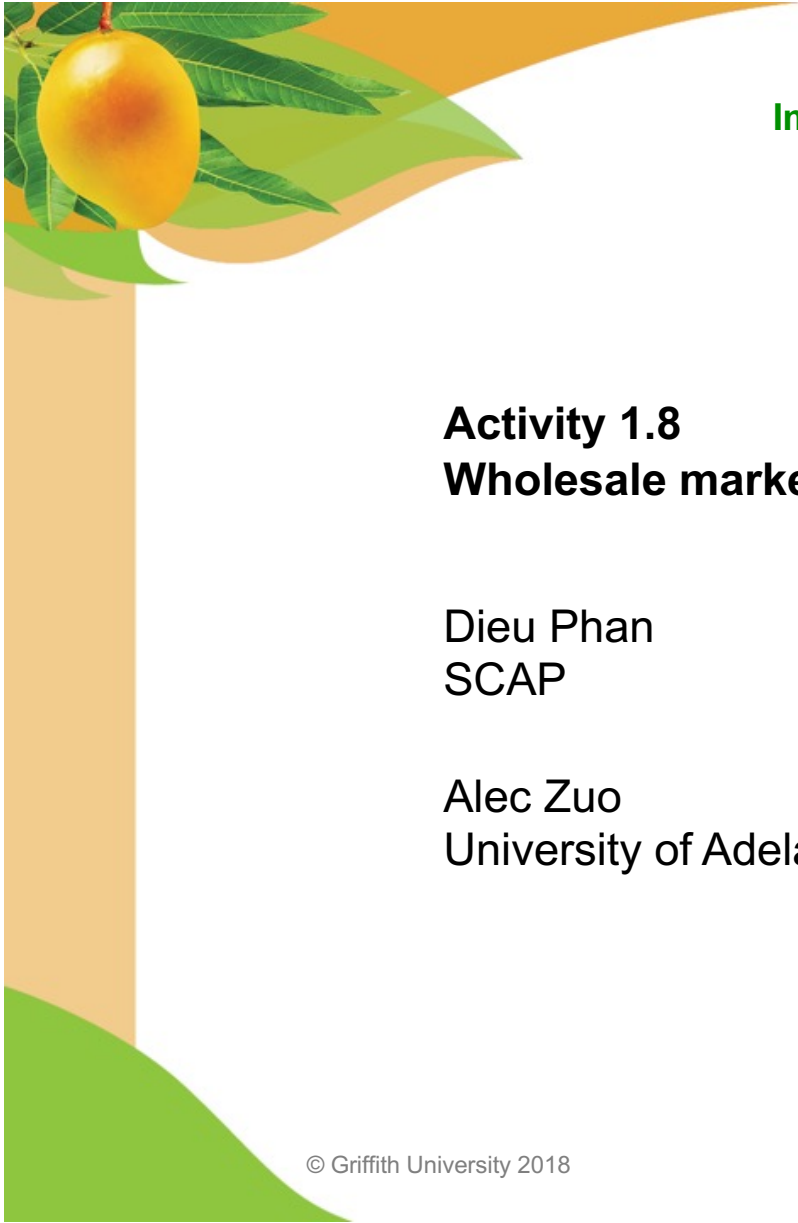 In
Activity 1.8
Wholesale marke
Dieu Phan
SCAP
Alec Zuo
University of Adela
© Griffith University 2018